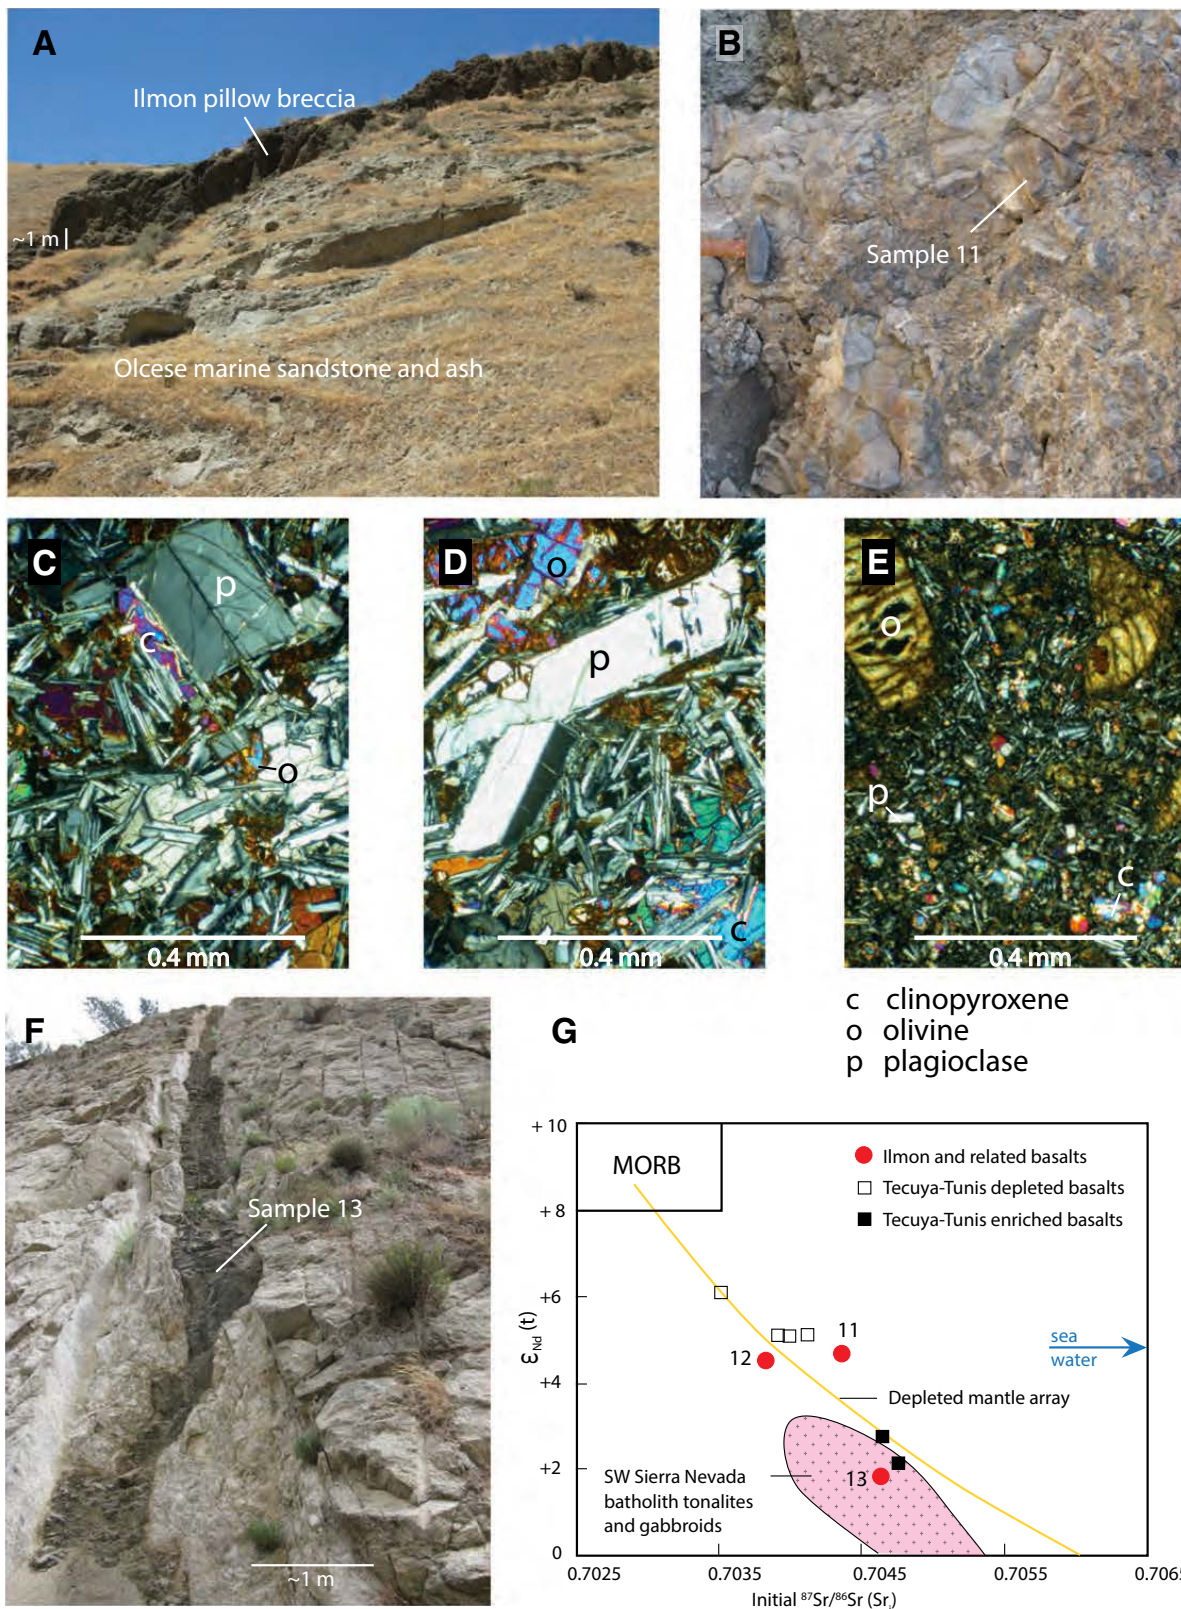 A
Ilmon pillow breccia
~1 m
Olcese marine sandstone and ash
B
Sample 11
C
p
c
o
0.4 mm
D
o
p
c
0.4 mm
E
o
p
c
0.4 mm
c clinopyroxene
o olivine
p plagioclase
F
Sample 13
~1 m
G
+ 10
+ 8
+6
+4
+2
0
εNd (t)
MORB
Ilmon and related basalts
Tecuya-Tunis depleted basalts
Tecuya-Tunis enriched basalts
11
12
13
sea
water
Depleted mantle array
SW Sierra Nevada
batholith tonalites
and gabbroids
0.7025 0.7035 0.7045 0.7055 0.7065
Initial ⁸⁷Sr/⁸⁶Sr (Srᵢ)